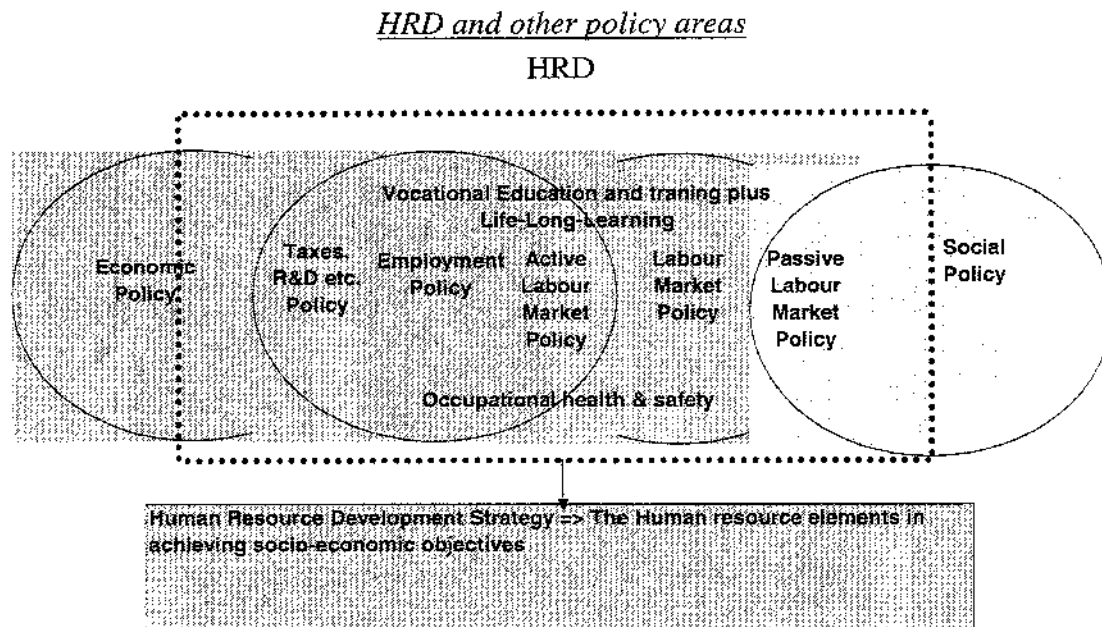 HRD and other policy areas
HRD
Vocational Education and traning plus
Life-Long-Learning
Economic
Policy
Taxes,
R&D etc.
Policy
Employment
Policy
Active
Labour
Market
Policy
Labour
Market
Policy
Passive
Labour
Market
Policy
Social
Policy
Occupational health & safety
Human Resource Development Strategy => The Human resource elements in
achieving socio-economic objectives